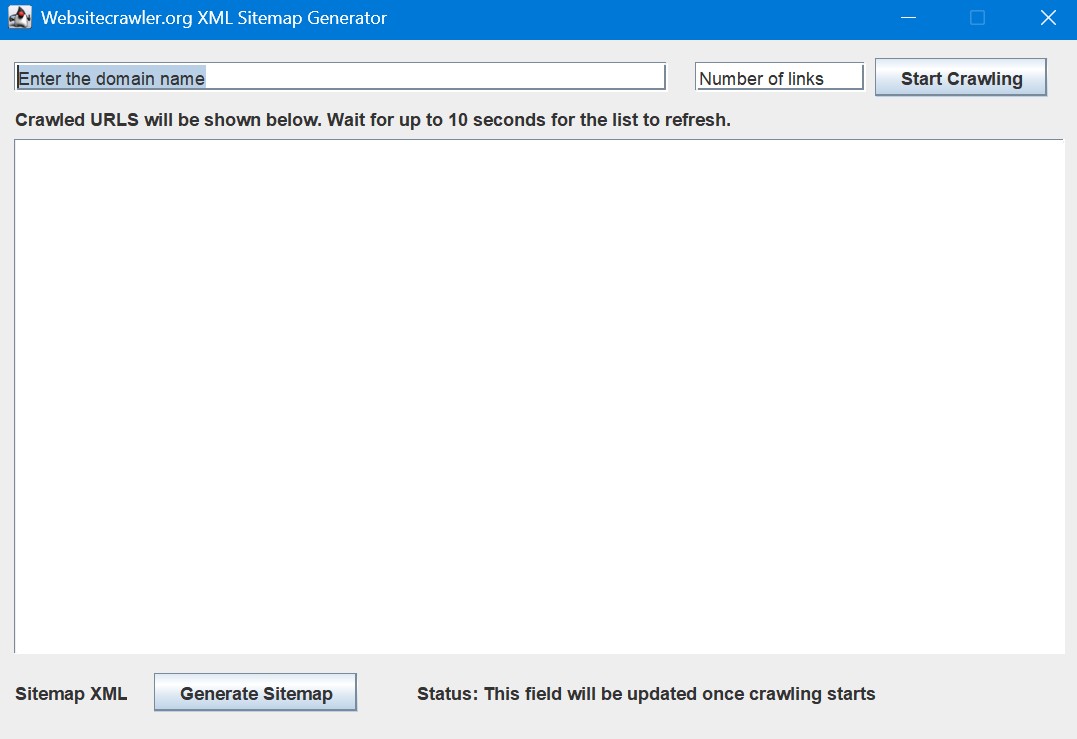 Websitecrawler.org XML Sitemap Generator
Enter the domain name
Number of links
Start Crawling
Crawled URLS will be shown below. Wait for up to 10 seconds for the list to refresh.
Sitemap XML
Generate Sitemap
Status: This field will be updated once crawling starts